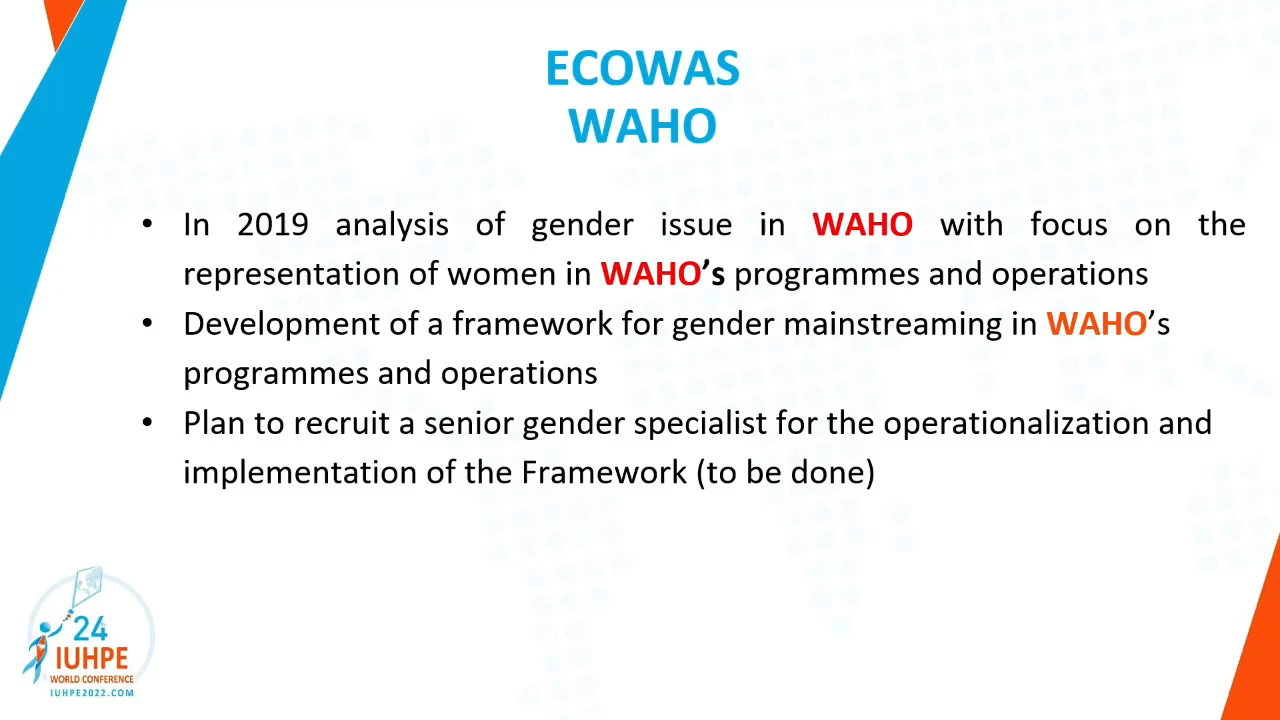 ECOWAS
WAHO
• In 2019 analysis of gender issue in WAHO with focus on the
representation of women in WAHO’s programmes and operations
• Development of a framework for gender mainstreaming in WAHO’s
programmes and operations
• Plan to recruit a senior gender specialist for the operationalization and
implementation of the Framework (to be done)
24
IUHPE
WORLD CONFERENCE
IUHPE2022.COM